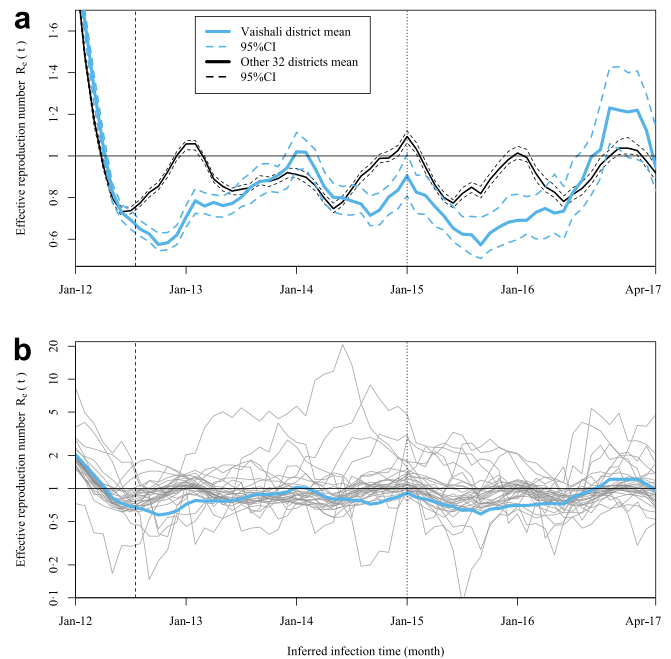 a
Effective reproduction number Re ( t )
1·6
1·4
1·2
1
0·8
0·6
Vaishali district mean
95%CI
Other 32 districts mean
95%CI
Jan-12 Jan-13 Jan-14 Jan-15 Jan-16 Apr-17
b
Effective reproduction number Re ( t )
20
10
5
2
1
0·5
0·2
0·1
Jan-12 Jan-13 Jan-14 Jan-15 Jan-16 Apr-17
Inferred infection time (month)